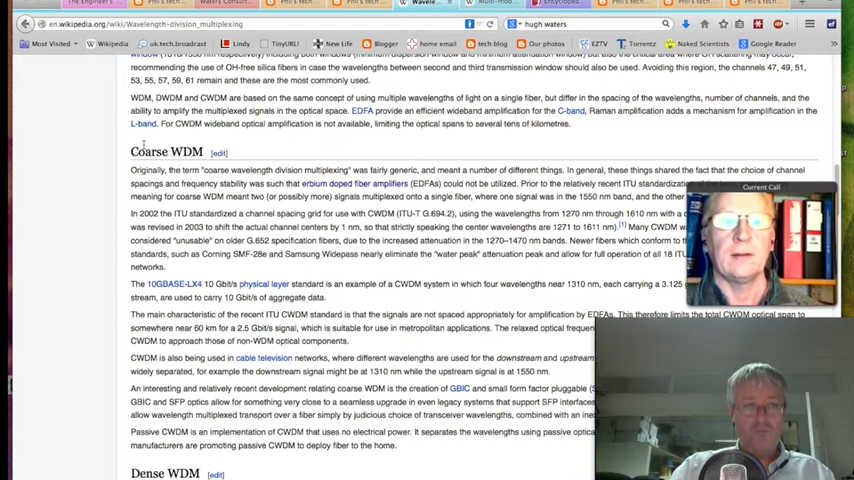 The Engineer's
Phil's tech
Waters Consult
Phil's tech
Phil's tech
Wavele
Multi-mod
Phil's tech
Encyclope
Phil's tech
en.wikipedia.org/wiki/Wavelength-division_multiplexing
hugh waters
Most Visited
Wikipedia
uk.tech.broadcast
Lindy
TinyURL!
New Links
Blogger
home email
tech blog
Our photos
EZTV
Torrentz
Naked Scientists
Google Reader
recommending the use of OH-free silica fibers in case the wavelengths between second and third transmission window should also be used. Avoiding this region, the channels 47, 49, 51,
53, 55, 57, 59, 61 remain and these are the most commonly used.
WDM, DWDM and CWDM are based on the same concept of using multiple wavelengths of light on a single fiber, but differ in the spacing of the wavelengths, number of channels, and the
ability to amplify the multiplexed signals in the optical space. EDFA provide an efficient wideband amplification for the C-band, Raman amplification adds a mechanism for amplification in the
L-band. For CWDM wideband optical amplification is not available, limiting the optical spans to several tens of kilometres.
Coarse WDM [edit]
Originally, the term "coarse wavelength division multiplexing" was fairly generic, and meant a number of different things. In general, these things shared the fact that the choice of channel
spacings and frequency stability was such that erbium doped fiber amplifiers (EDFAs) could not be utilized. Prior to the relatively recent ITU standardization of the term,
meaning for coarse WDM meant two (or possibly more) signals multiplexed onto a single fiber, where one signal was in the 1550 nm band, and the other
In 2002 the ITU standardized a channel spacing grid for use with CWDM (ITU-T G.694.2), using the wavelengths from 1270 nm through 1610 nm with a
was revised in 2003 to shift the actual channel centers by 1 nm, so that strictly speaking the center wavelengths are 1271 to 1611 nm).[1] Many CWDM
considered "unusable" on older G.652 specification fibers, due to the increased attenuation in the 1270–1470 nm bands. Newer fibers which conform to the
standards, such as Corning SMF-28e and Samsung Widepass nearly eliminate the "water peak" attenuation peak and allow for full operation of all 18 ITU
networks.
The 10GBASE-LX4 10 Gbit/s physical layer standard is an example of a CWDM system in which four wavelengths near 1310 nm, each carrying a 3.125
stream, are used to carry 10 Gbit/s of aggregate data.
The main characteristic of the recent ITU CWDM standard is that the signals are not spaced appropriately for amplification by EDFAs. This therefore limits the total CWDM optical span to
somewhere near 60 km for a 2.5 Gbit/s signal, which is suitable for use in metropolitan applications. The relaxed optical freque
CWDM to approach those of non-WDM optical components.
CWDM is also being used in cable television networks, where different wavelengths are used for the downstream and upstream
widely separated, for example the downstream signal might be at 1310 nm while the upstream signal is at 1550 nm.
An interesting and relatively recent development relating coarse WDM is the creation of GBIC and small form factor pluggable (S
GBIC and SFP optics allow for something very close to a seamless upgrade in even legacy systems that support SFP interfaces.
allow wavelength multiplexed transport over a fiber simply by judicious choice of transceiver wavelengths, combined with an inex
Passive CWDM is an implementation of CWDM that uses no electrical power. It separates the wavelengths using passive optic
manufacturers are promoting passive CWDM to deploy fiber to the home.
Dense WDM [edit]
Current Call